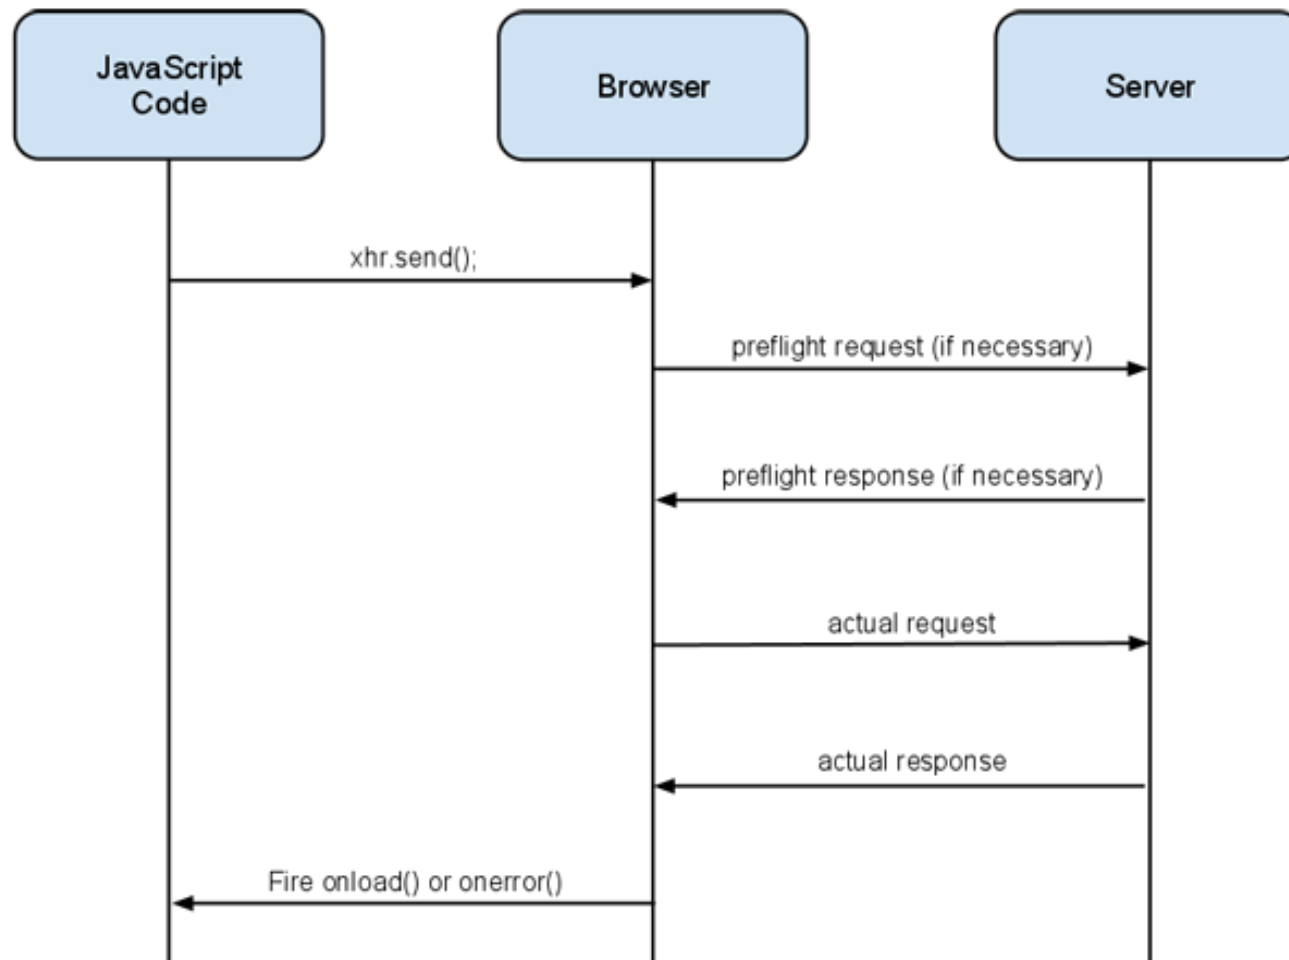 JavaScript
Code
Browser
Server
xhr.send();
preflight request (if necessary)
preflight response (if necessary)
actual request
actual response
Fire onload() or onerror()